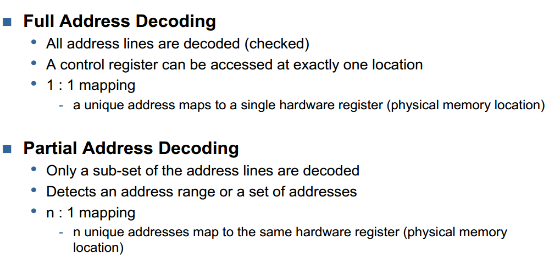 Full Address Decoding
All address lines are decoded (checked)
A control register can be accessed at exactly one location
1 : 1 mapping
- a unique address maps to a single hardware register (physical memory location)
Partial Address Decoding
Only a sub-set of the address lines are decoded
Detects an address range or a set of addresses
n : 1 mapping
- n unique addresses map to the same hardware register (physical memory
location)